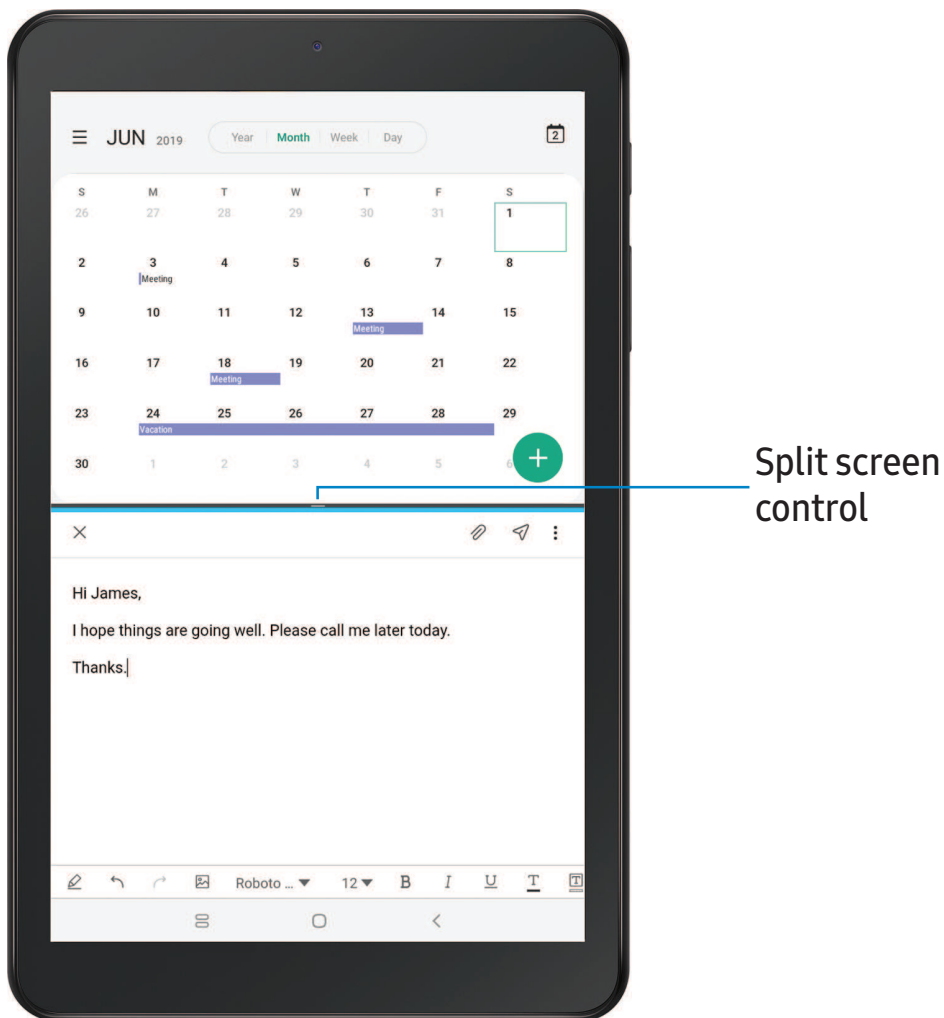 JUN 2019 Year Month Week Day 2
S M T W T F S
26 27 28 29 30 31 1
2 3 4 5 6 7 8
Meeting
9 10 11 12 13 14 15
Meeting
16 17 18 19 20 21 22
Meeting
23 24 25 26 27 28 29
Vacation
30 1 2 3 4 5 6
Split screen
control
Hi James,
I hope things are going well. Please call me later today.
Thanks.
Roboto ... 12 B I U T T